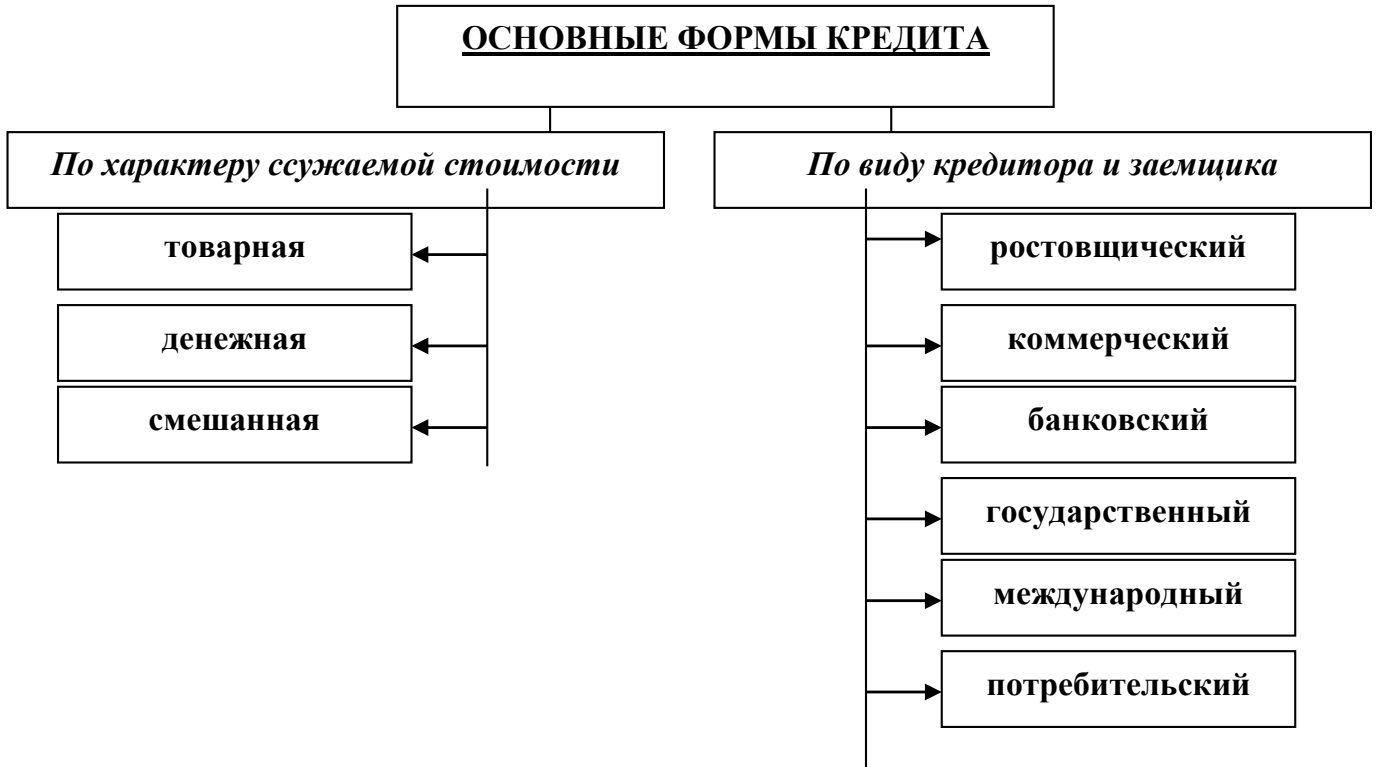 ОСНОВНЫЕ ФОРМЫ КРЕДИТА
По характеру ссужаемой стоимости
товарная
денежная
смешанная
По виду кредитора и заемщика
ростовщический
коммерческий
банковский
государственный
международный
потребительский